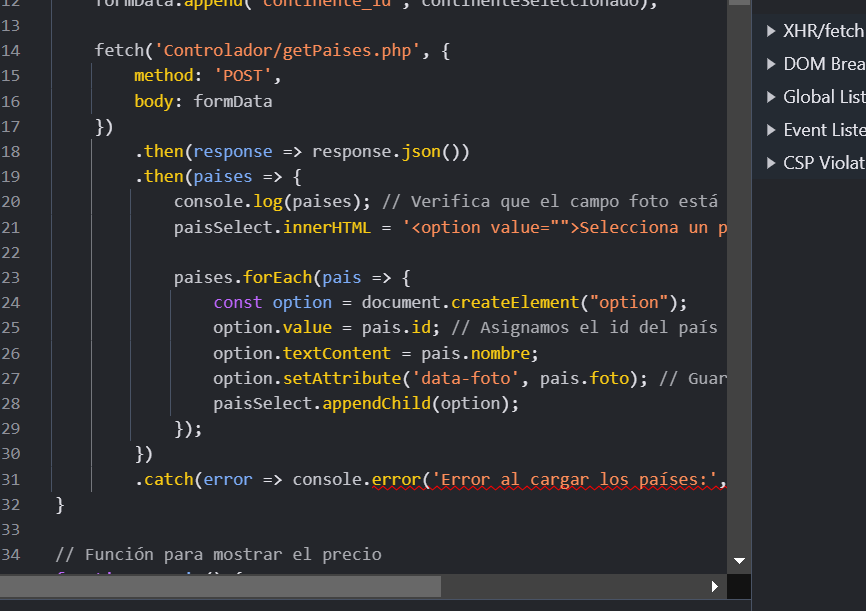 12 formData.append("continente_id", continenteSeleccionado);
13
14 fetch('Controlador/getPaises.php', {
15 method: 'POST',
16 body: formData
17 })
18 .then(response => response.json())
19 .then(paises => {
20 console.log(paises); // Verifica que el campo foto está
21 paisSelect.innerHTML = '<option value="">Selecciona un p
22
23 paises.forEach(pais => {
24 const option = document.createElement("option");
25 option.value = pais.id; // Asignamos el id del país
26 option.textContent = pais.nombre;
27 option.setAttribute('data-foto', pais.foto); // Guar
28 paisSelect.appendChild(option);
29 });
30 })
31 .catch(error => console.error('Error al cargar los países:',
32 }
33
34 // Función para mostrar el precio
XHR/fetch
DOM Brea
Global List
Event Liste
CSP Violat